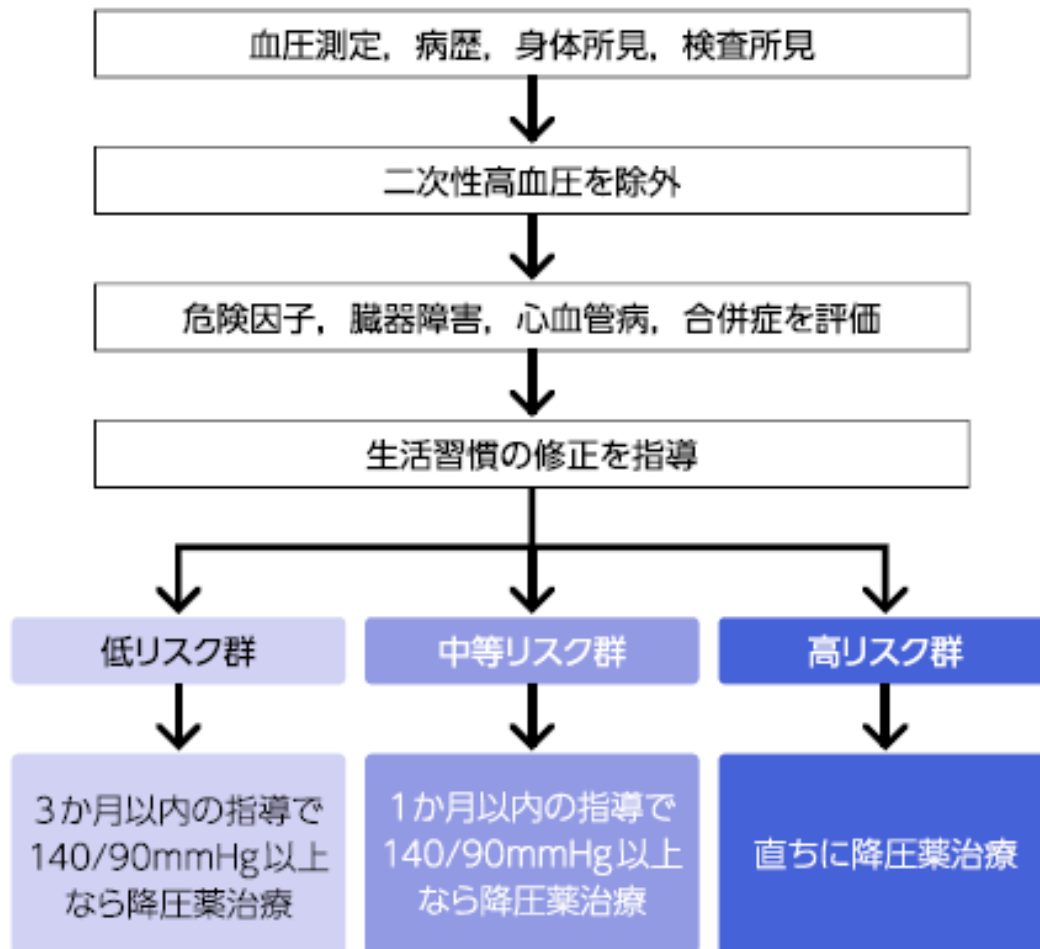 血圧測定，病歴，身体所見，検査所見
二次性高血圧を除外
危険因子，臓器障害，心血管病，合併症を評価
生活習慣の修正を指導
低リスク群
中等リスク群
高リスク群
3か月以内の指導で
140/90mmHg以上
なら降圧薬治療
1か月以内の指導で
140/90mmHg以上
なら降圧薬治療
直ちに降圧薬治療